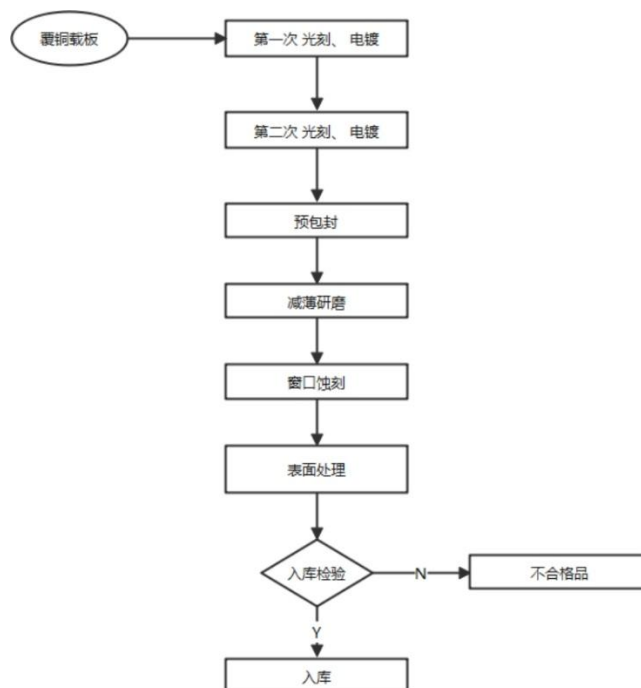 覆铜载板
第一次 光刻、 电镀
第二次 光刻、 电镀
预包封
减薄研磨
窗口蚀刻
表面处理
入库检验
N
不合格品
Y
入库